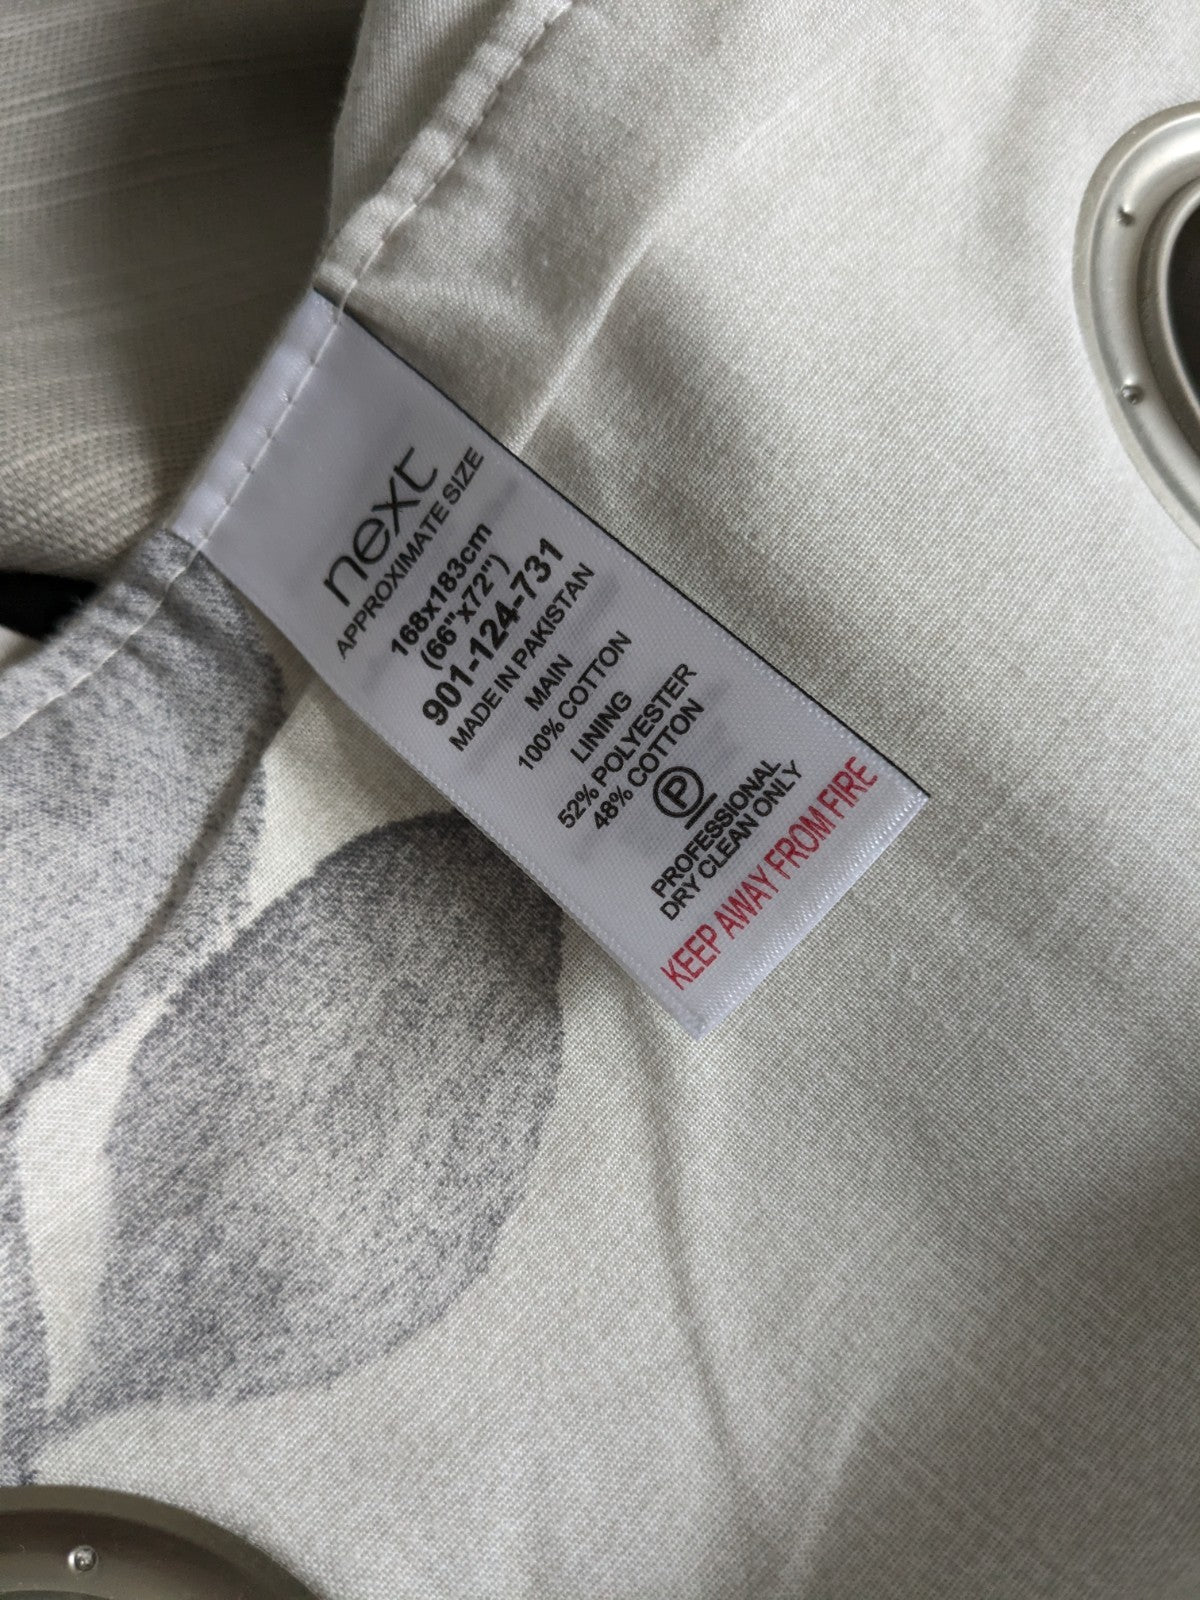 next
APPROXIMATE SIZE
168x183cm
(66"x72")
901-124-731
MADE IN PAKISTAN
MAIN
100% COTTON
LINING
52% POLYESTER
48% COTTON
P
PROFESSIONAL
DRY CLEAN ONLY
KEEP AWAY FROM FIRE